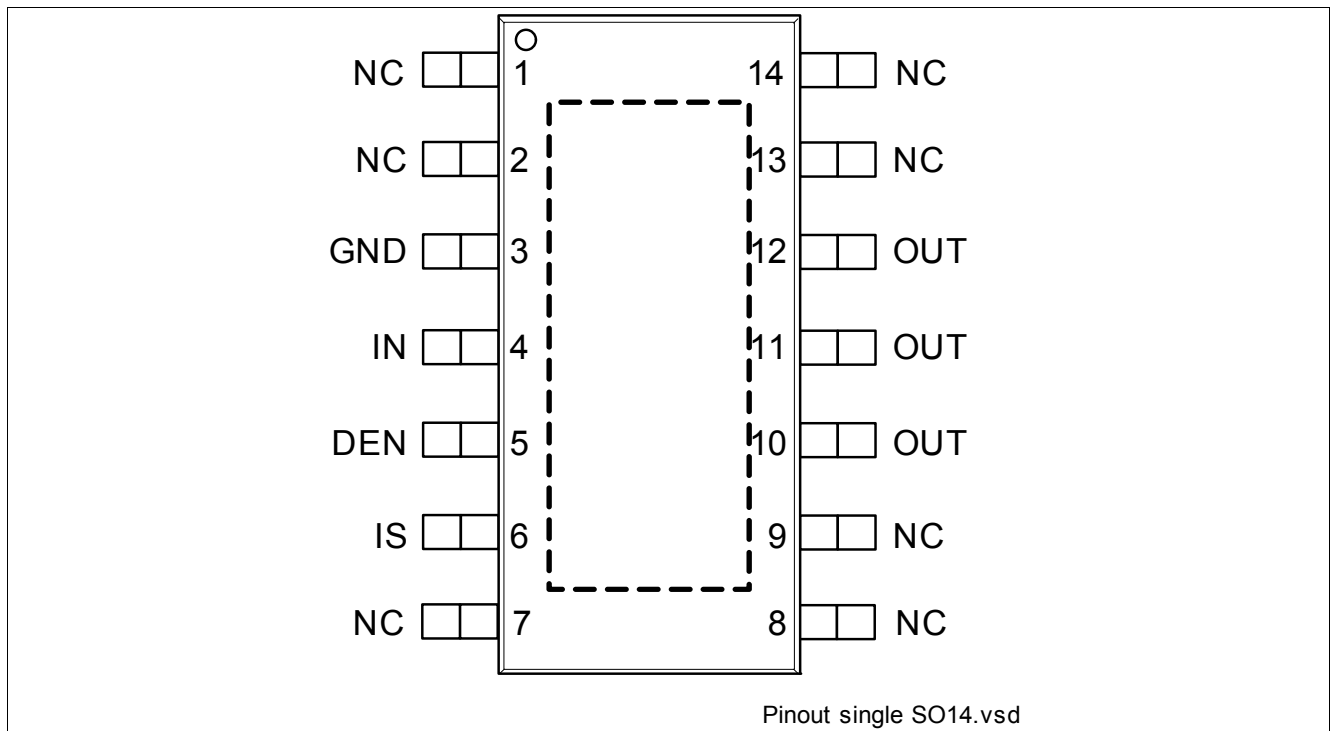 NC 1 14 NC
NC 2 13 NC
GND 3 12 OUT
IN 4 11 OUT
DEN 5 10 OUT
IS 6 9 NC
NC 7 8 NC
Pinout single SO14.vsd